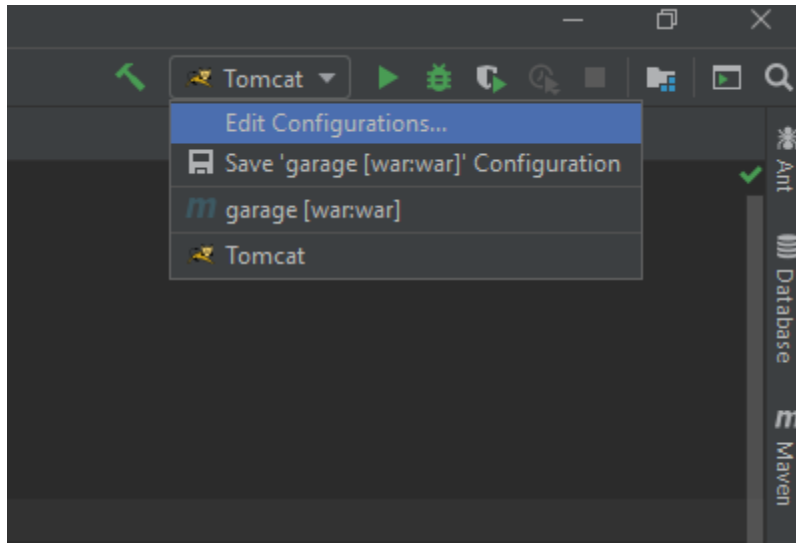 Tomcat
Edit Configurations...
Save 'garage [war:war]' Configuration
m garage [war:war]
Tomcat
Ant
Database
m Maven